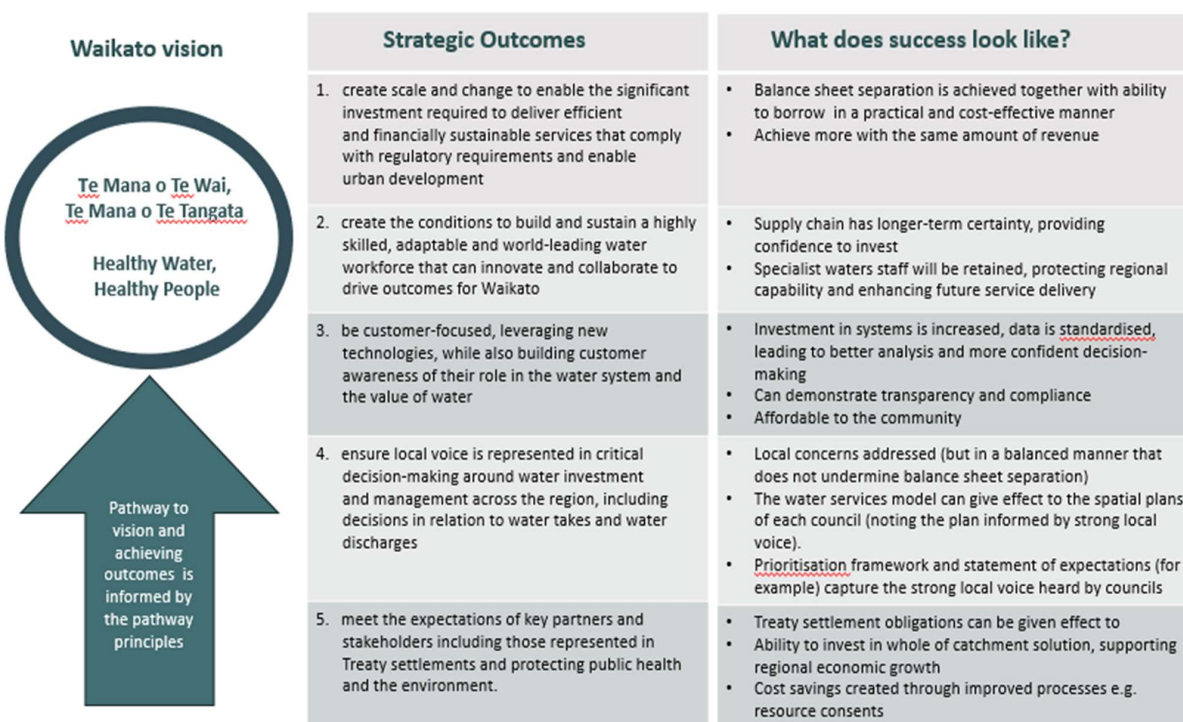 Waikato vision
Te Mana o Te Wai,
Te Mana o Te Tangata
Healthy Water,
Healthy People
Pathway to
vision and
achieving
outcomes is
informed by
the pathway
principles
Strategic Outcomes
What does success look like?
1. create scale and change to enable the significant
investment required to deliver efficient
and financially sustainable services that comply
with regulatory requirements and enable
urban development
• Balance sheet separation is achieved together with ability
to borrow in a practical and cost-effective manner
• Achieve more with the same amount of revenue
2. create the conditions to build and sustain a highly
skilled, adaptable and world-leading water
workforce that can innovate and collaborate to
drive outcomes for Waikato
• Supply chain has longer-term certainty, providing
confidence to invest
• Specialist waters staff will be retained, protecting regional
capability and enhancing future service delivery
3. be customer-focused, leveraging new
technologies, while also building customer
awareness of their role in the water system and
the value of water
• Investment in systems is increased, data is standardised,
leading to better analysis and more confident decision-
making
• Can demonstrate transparency and compliance
• Affordable to the community
4. ensure local voice is represented in critical
decision-making around water investment
and management across the region, including
decisions in relation to water takes and water
discharges
• Local concerns addressed (but in a balanced manner that
does not undermine balance sheet separation)
• The water services model can give effect to the spatial plans
of each council (noting the plan informed by strong local
voice).
• Prioritisation framework and statement of expectations (for
example) capture the strong local voice heard by councils
5. meet the expectations of key partners and
stakeholders including those represented in
Treaty settlements and protecting public health
and the environment.
• Treaty settlement obligations can be given effect to
• Ability to invest in whole of catchment solution, supporting
regional economic growth
• Cost savings created through improved processes e.g.
resource consents